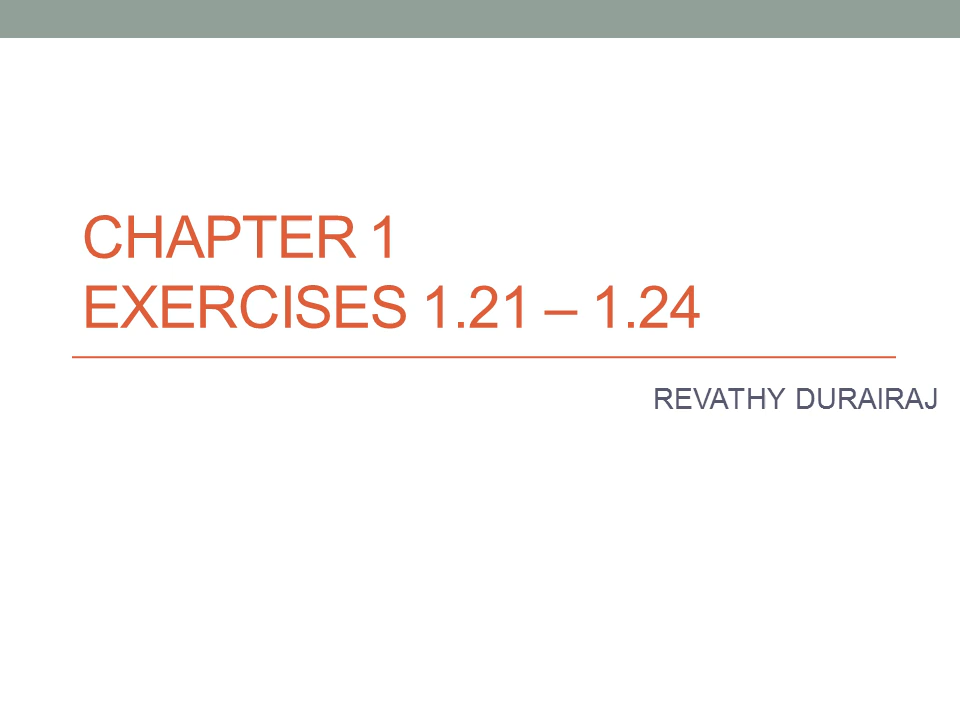 CHAPTER 1
EXERCISES 1.21 – 1.24
REVATHY DURAIRAJ